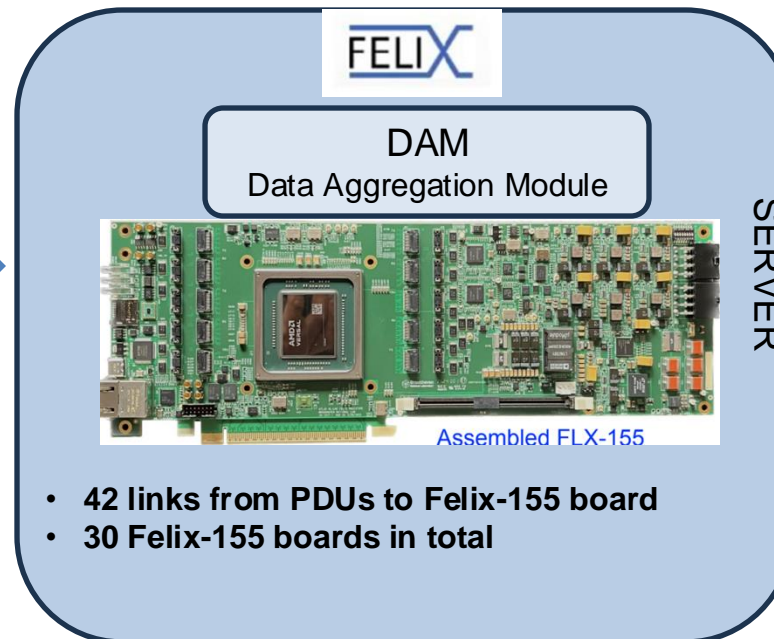 FELIX
DAM
Data Aggregation Module
SERVER
AMD
VERSAL
Assembled FLX-155
• 42 links from PDUs to Felix-155 board
• 30 Felix-155 boards in total